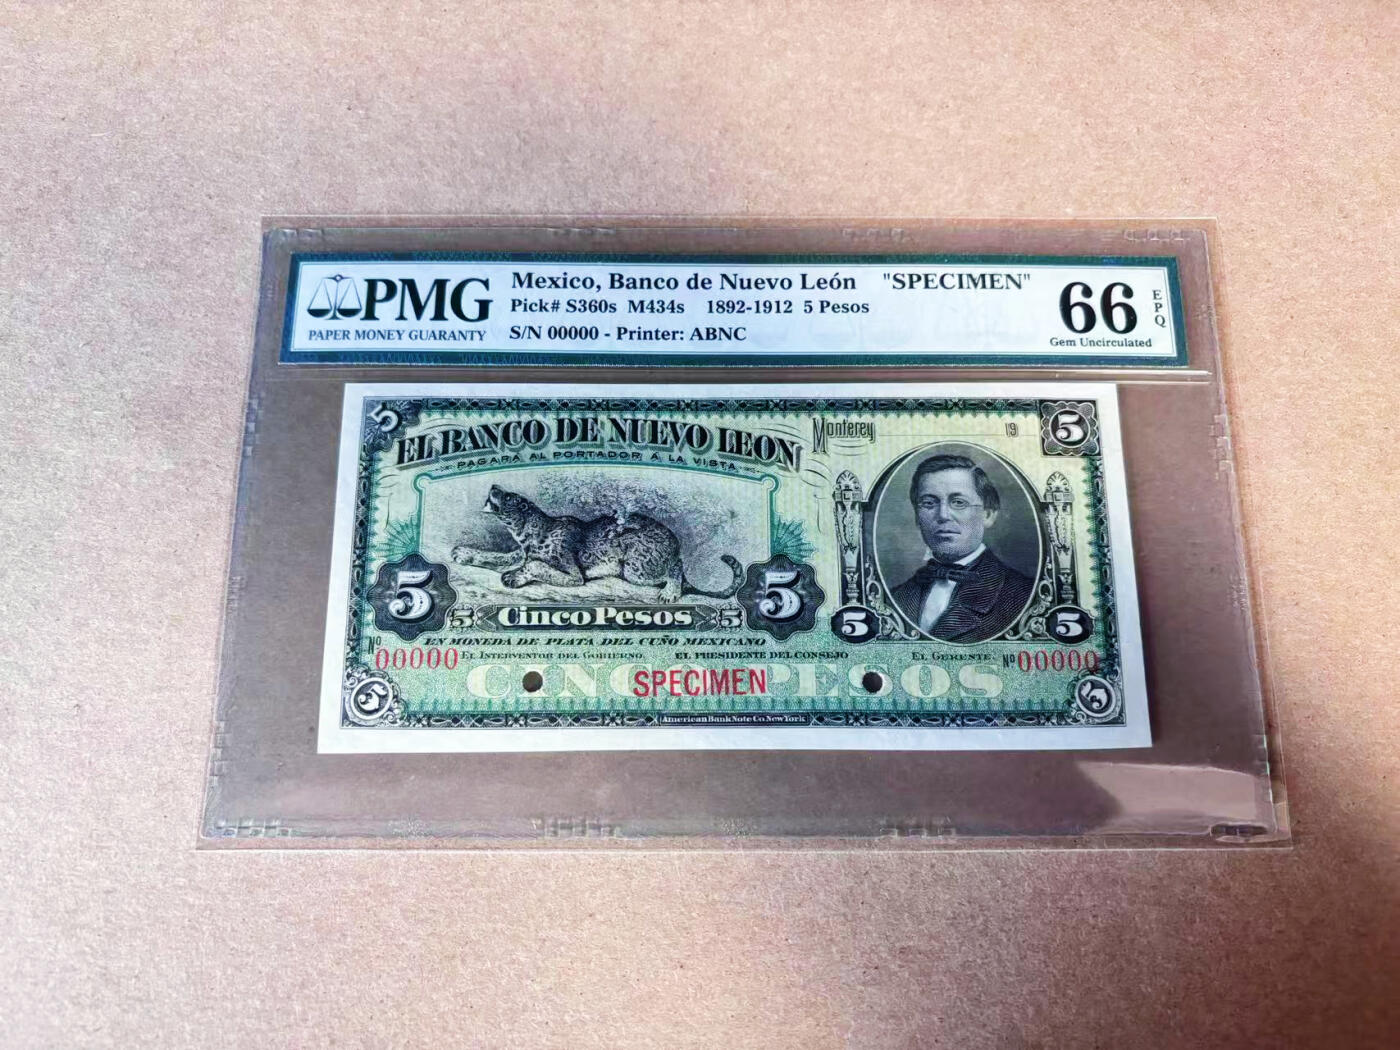 PMG
PAPER MONEY GUARANTY
Mexico, Banco de Nuevo León "SPECIMEN"
Pick# S360s M434s 1892-1912 5 Pesos
S/N 00000 - Printer: ABNC
66
EPQ
Gem Uncirculated
5
EL BANCO DE NUEVO LEON
PAGARÁ AL PORTADOR Á LA VISTA
Monterey 19
5
5 5
5 Cinco Pesos 5
5 5
EN MONEDA DE PLATA DEL CUÑO MEXICANO
Nº 00000
El Interventor del Gobierno.
EL PRESIDENTE DEL CONSEJO
El Gerente.
Nº 00000
CINCO PESOS
SPECIMEN
5 5
American Bank Note Co. New York